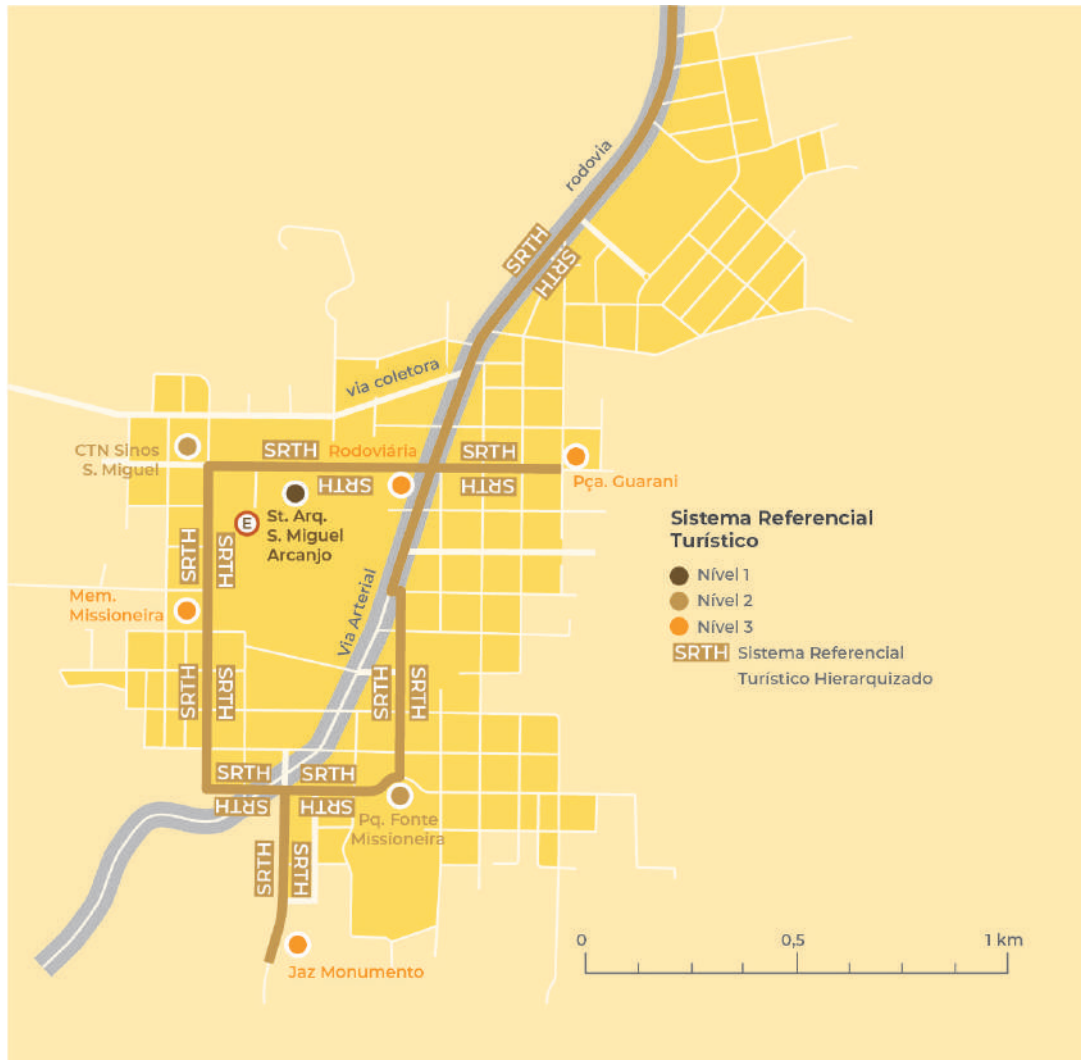 rodovia
SRTH
SRTH
via coletora
CTN Sinos
S. Miguel
SRTH
Rodoviária
SRTH
SRTH
SRTH
Pça. Guarani
E
St. Arq.
S. Miguel
Arcanjo
SRTH
SRTH
Mem.
Missioneira
Via Arterial
SRTH
SRTH
SRTH
SRTH
SRTH
SRTH
SRTH
SRTH
Pq. Fonte
Missioneira
SRTH
SRTH
Jaz Monumento
Sistema Referencial
Turístico
Nível 1
Nível 2
Nível 3
SRTH Sistema Referencial
Turístico Hierarquizado
0 0,5 1 km